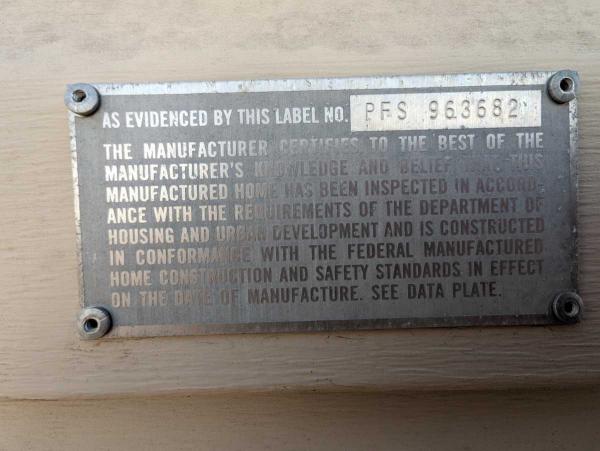 AS EVIDENCED BY THIS LABEL NO. PFS 963682
THE MANUFACTURER CERTIFIES TO THE BEST OF THE
MANUFACTURER'S KNOWLEDGE AND BELIEF THAT THIS
MANUFACTURED HOME HAS BEEN INSPECTED IN ACCORD-
ANCE WITH THE REQUIREMENTS OF THE DEPARTMENT OF
HOUSING AND URBAN DEVELOPMENT AND IS CONSTRUCTED
IN CONFORMANCE WITH THE FEDERAL MANUFACTURED
HOME CONSTRUCTION AND SAFETY STANDARDS IN EFFECT
ON THE DATE OF MANUFACTURE. SEE DATA PLATE.